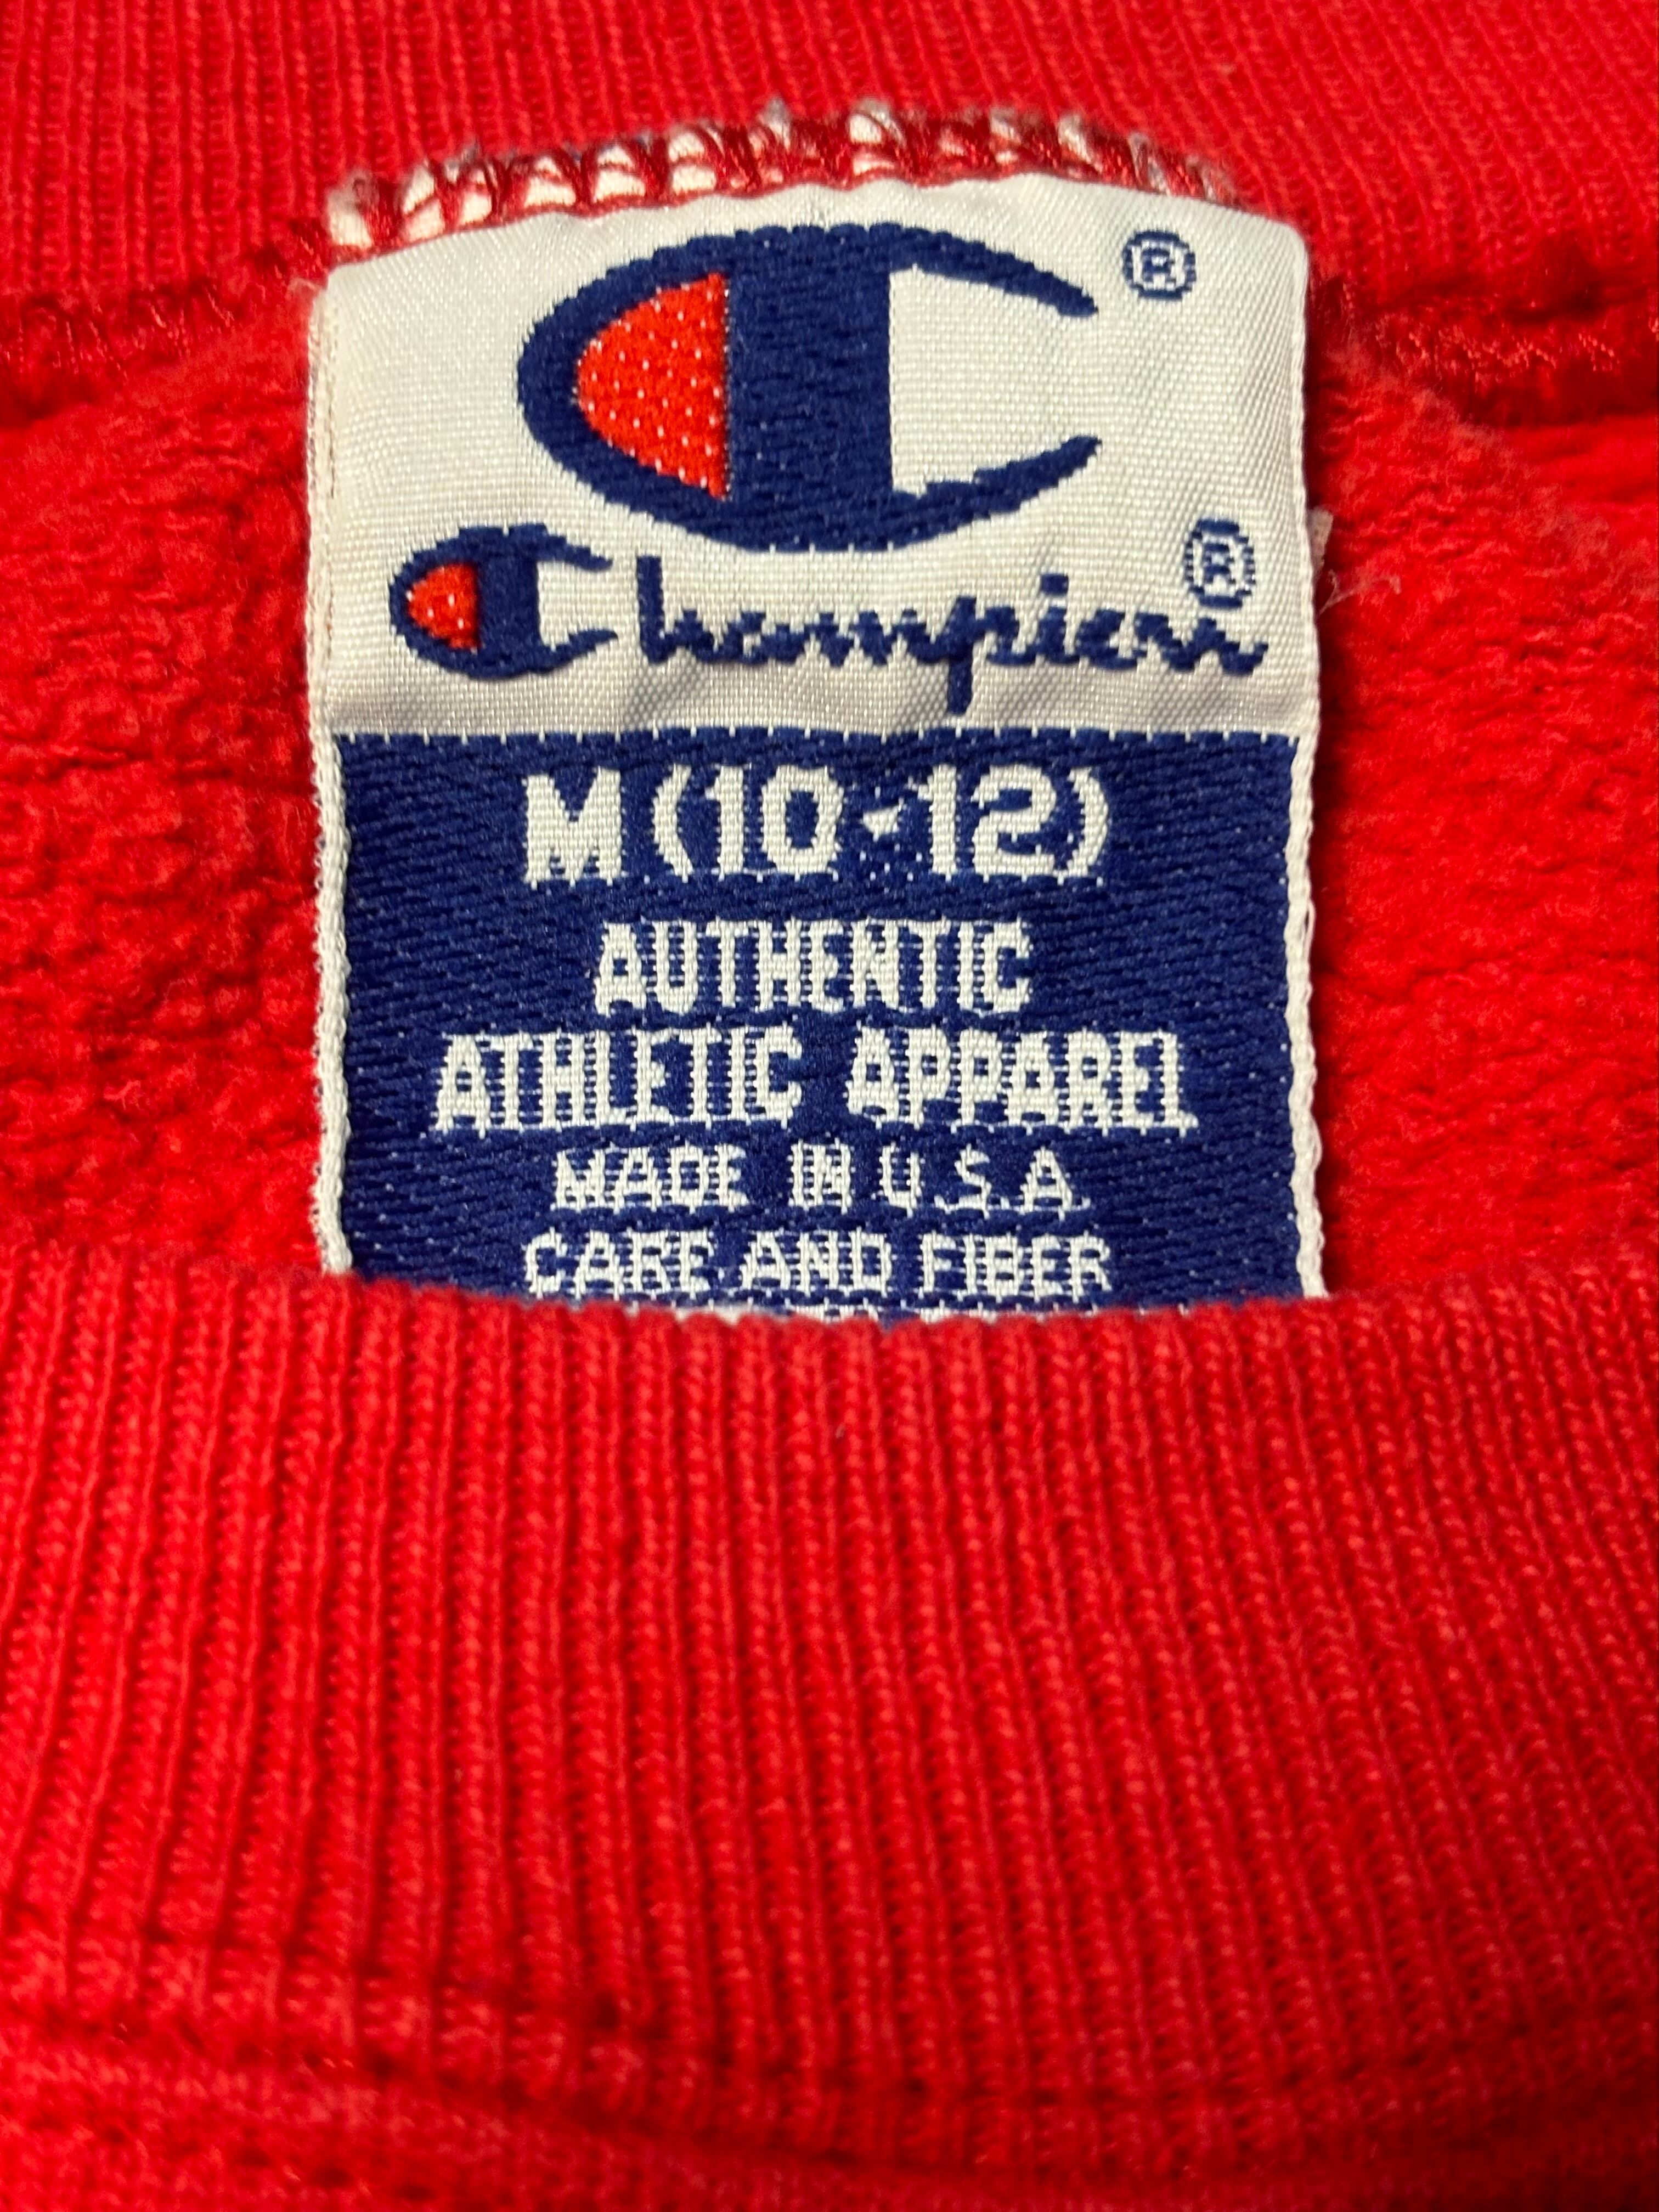 ®
Champion ®
M (10-12)
AUTHENTIC
ATHLETIC APPAREL
MADE IN U.S.A.
CARE AND FIBER